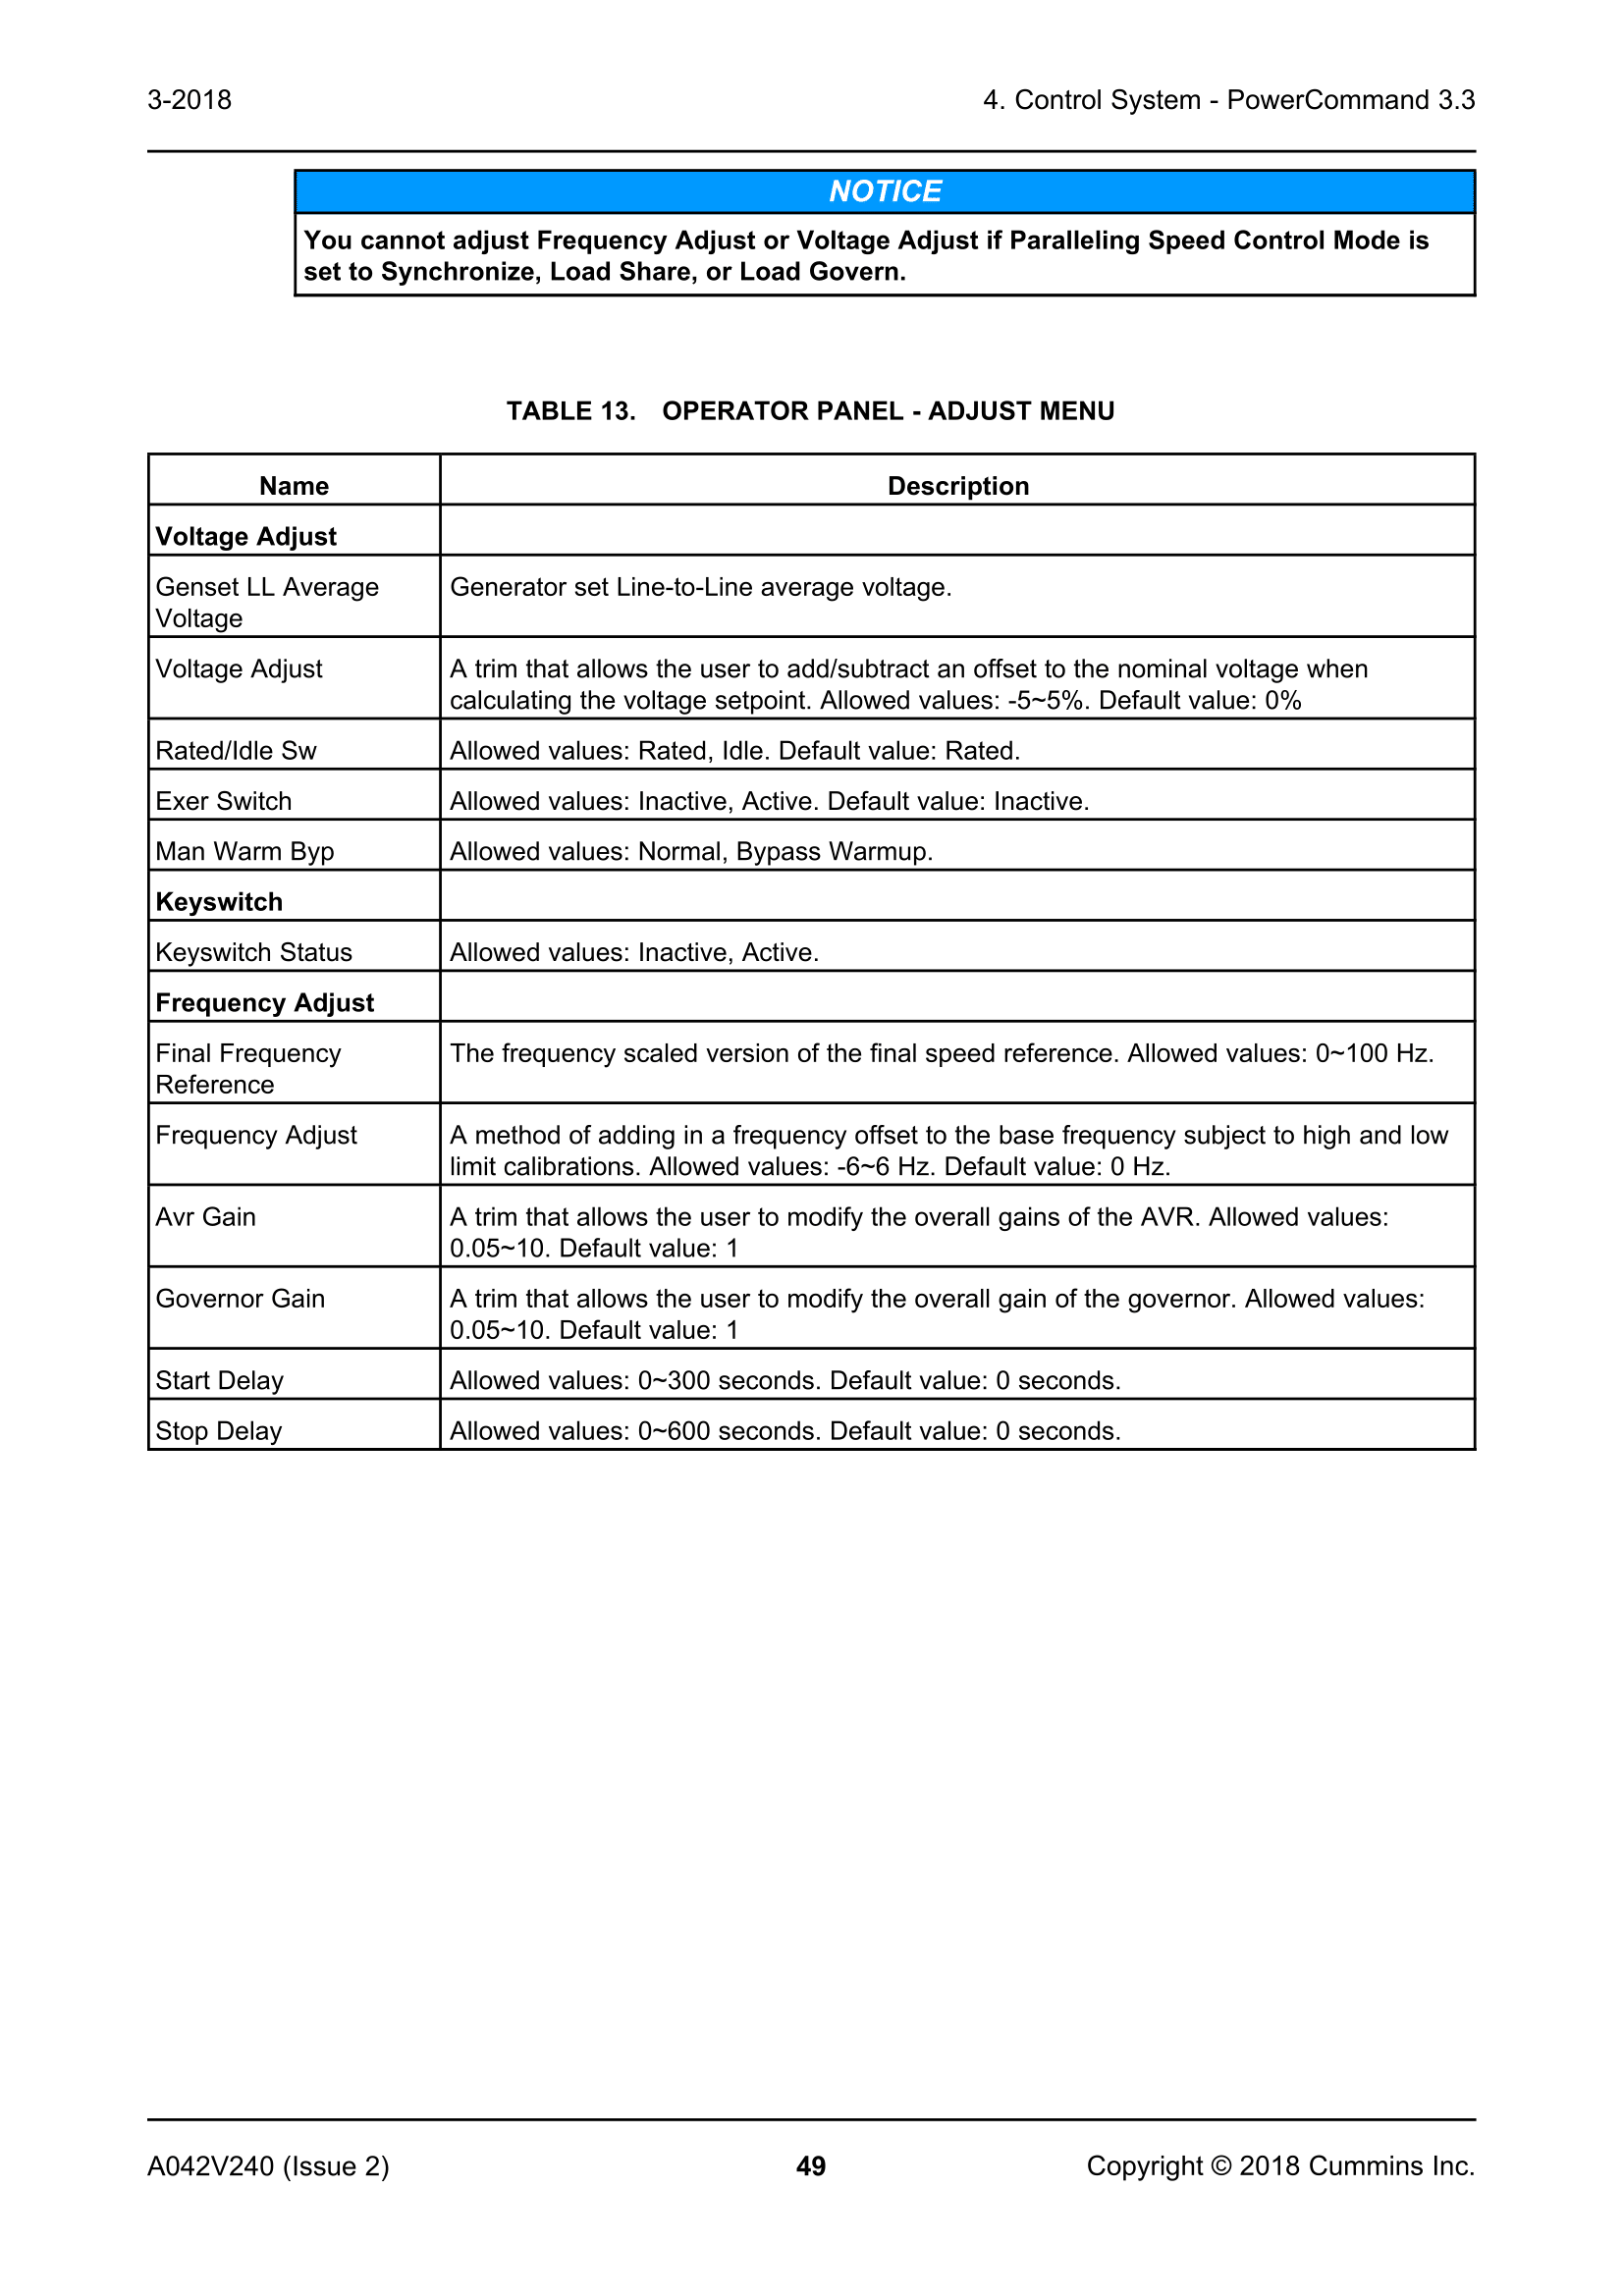 3-2018
4. Control System - PowerCommand 3.3
NOTICE
You cannot adjust Frequency Adjust or Voltage Adjust if Paralleling Speed Control Mode is
set to Synchronize, Load Share, or Load Govern.
TABLE 13. OPERATOR PANEL - ADJUST MENU
Name
Description
Voltage Adjust
Genset LL Average
Voltage
Generator set Line-to-Line average voltage.
Voltage Adjust
A trim that allows the user to add/subtract an offset to the nominal voltage when
calculating the voltage setpoint. Allowed values: -5~5%. Default value: 0%
Rated/Idle Sw
Allowed values: Rated, Idle. Default value: Rated.
Exer Switch
Allowed values: Inactive, Active. Default value: Inactive.
Man Warm Byp
Allowed values: Normal, Bypass Warmup.
Keyswitch
Keyswitch Status
Allowed values: Inactive, Active.
Frequency Adjust
Final Frequency
Reference
The frequency scaled version of the final speed reference. Allowed values: 0~100 Hz.
Frequency Adjust
A method of adding in a frequency offset to the base frequency subject to high and low
limit calibrations. Allowed values: -6~6 Hz. Default value: 0 Hz.
Avr Gain
A trim that allows the user to modify the overall gains of the AVR. Allowed values:
0.05~10. Default value: 1
Governor Gain
A trim that allows the user to modify the overall gain of the governor. Allowed values:
0.05~10. Default value: 1
Start Delay
Allowed values: 0~300 seconds. Default value: 0 seconds.
Stop Delay
Allowed values: 0~600 seconds. Default value: 0 seconds.
A042V240 (Issue 2)
49
Copyright © 2018 Cummins Inc.